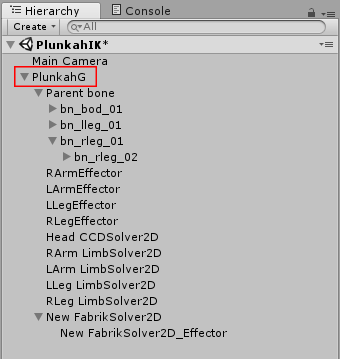 Hierarchy Console
Create All
PlunkahIK*
Main Camera
PlunkahG
Parent bone
bn_bod_01
bn_lleg_01
bn_rleg_01
bn_rleg_02
RArmEffector
LArmEffector
LLegEffector
RLegEffector
Head CCDSolver2D
RArm LimbSolver2D
LArm LimbSolver2D
LLeg LimbSolver2D
RLeg LimbSolver2D
New FabrikSolver2D
New FabrikSolver2D_Effector